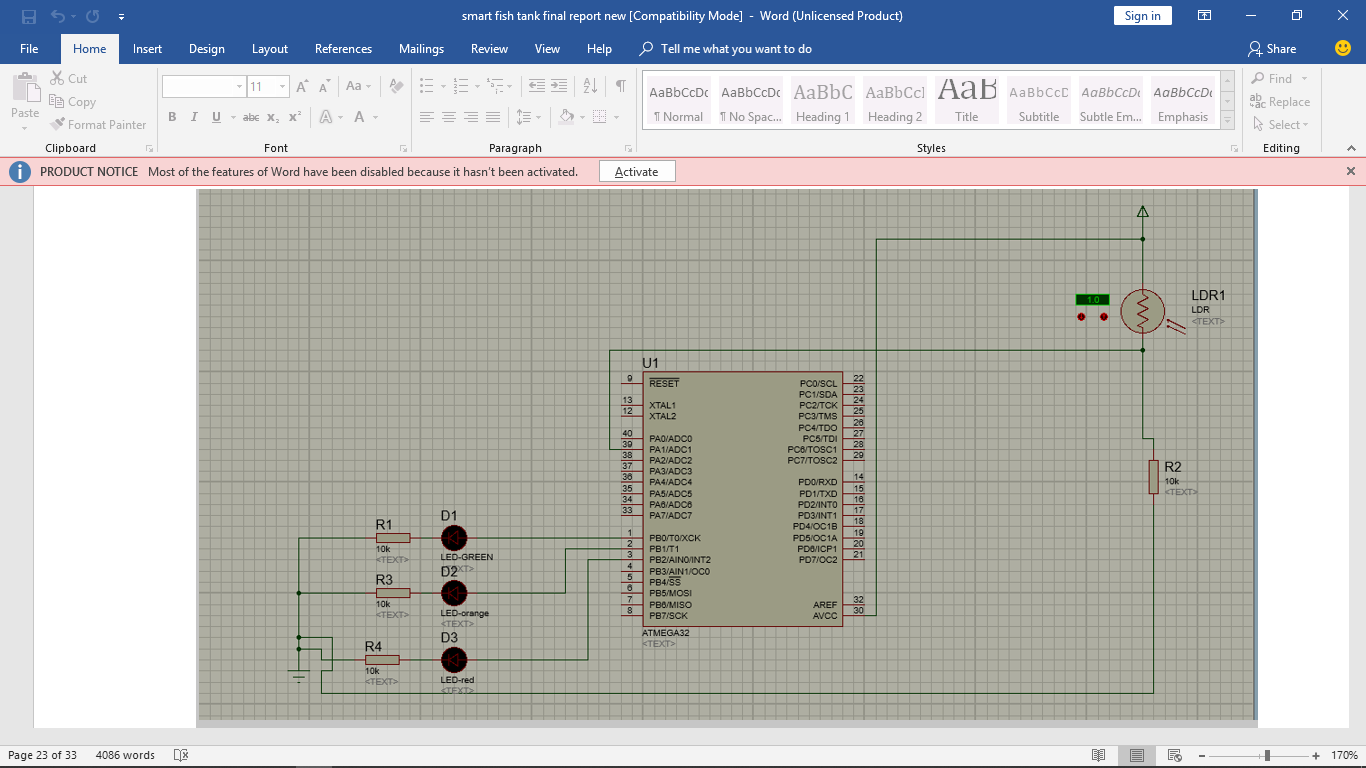 smart fish tank final report new [Compatibility Mode] - Word (Unlicensed Product)
Sign in
File Home Insert Design Layout References Mailings Review View Help Tell me what you want to do Share
Paste
Cut
Copy
Format Painter
Clipboard
11
Aa
B I U abc x₂ x² A A
Font
Paragraph
AaBbCcDc AaBbCcDc AaBbC AaBbCcI AaB AaBbCcD AaBbCcDc AaBbCcDc
¶ Normal ¶ No Spac... Heading 1 Heading 2 Title Subtitle Subtle Em... Emphasis
Styles
Find
Replace
Select
Editing
PRODUCT NOTICE Most of the features of Word have been disabled because it hasn't been activated. Activate
1.0
LDR1
LDR
<TEXT>
U1
9 RESET
13 XTAL1
12 XTAL2
40 PA0/ADC0
39 PA1/ADC1
38 PA2/ADC2
37 PA3/ADC3
36 PA4/ADC4
35 PA5/ADC5
34 PA6/ADC6
33 PA7/ADC7
1 PB0/T0/XCK
2 PB1/T1
3 PB2/AIN0/INT2
4 PB3/AIN1/OC0
5 PB4/SS
6 PB5/MOSI
7 PB6/MISO
8 PB7/SCK
PC0/SCL 22
PC1/SDA 23
PC2/TCK 24
PC3/TMS 25
PC4/TDO 26
PC5/TDI 27
PC6/TOSC1 28
PC7/TOSC2 29
PD0/RXD 14
PD1/TXD 15
PD2/INT0 16
PD3/INT1 17
PD4/OC1B 18
PD5/OC1A 19
PD6/ICP1 20
PD7/OC2 21
AREF 32
AVCC 30
ATMEGA32
<TEXT>
R2
10k
<TEXT>
R1
10k
<TEXT>
D1
LED-GREEN
<TEXT>
R3
10k
<TEXT>
D2
LED-orange
<TEXT>
R4
10k
<TEXT>
D3
LED-red
<TEXT>
Page 23 of 33 4086 words 170%